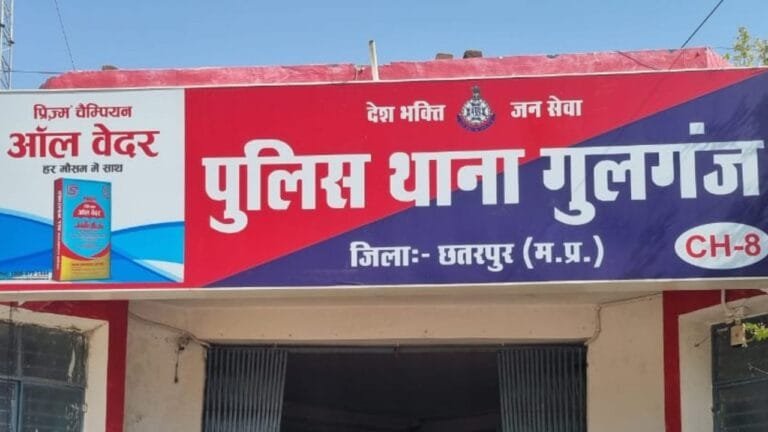 प्रिज़्म चैम्पियन
ऑल वेदर
हर मौसम में साथ
देश भक्ति जन सेवा
पुलिस थाना गुलगंज
जिलाः- छतरपुर (म.प्र.)
CH-8